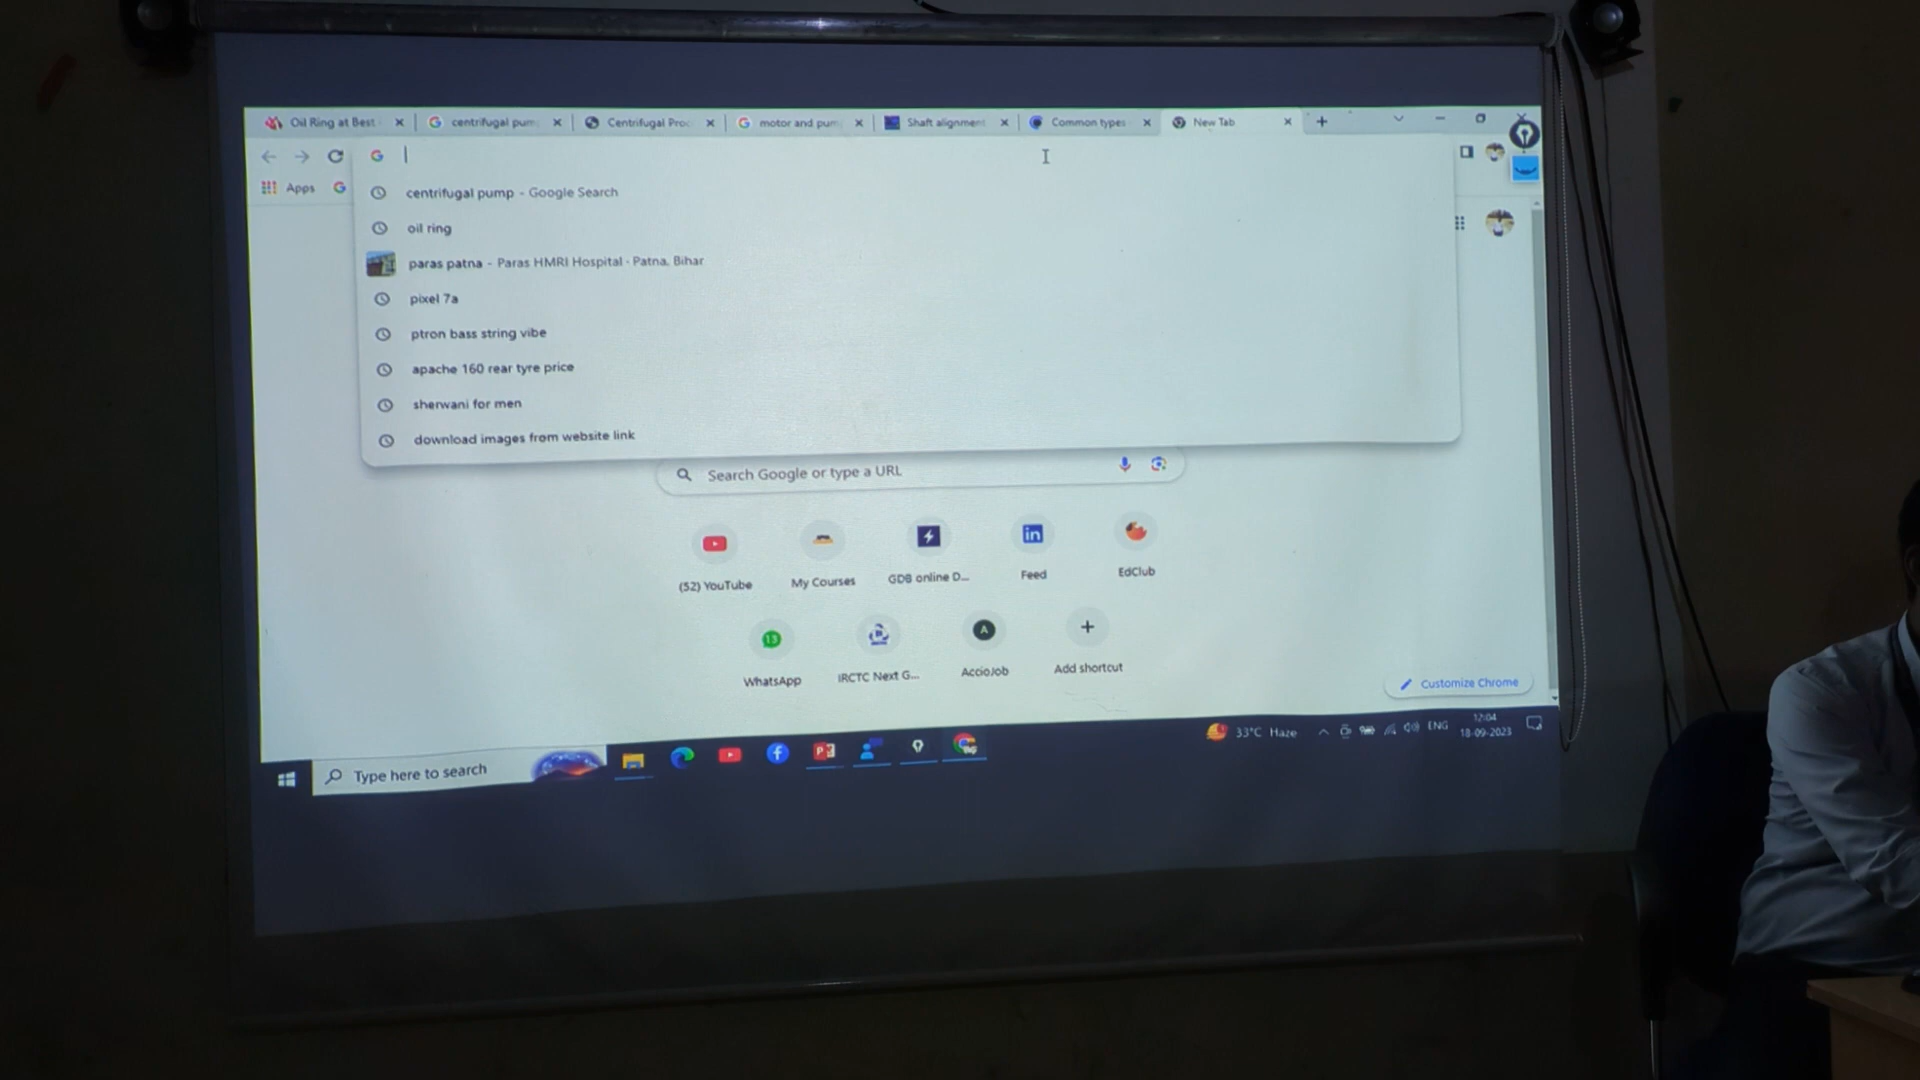 Oil Ring at Best
centrifugal pum
Centrifugal Proc
motor and pum
Shaft alignment
Common types
New Tab
Apps
centrifugal pump - Google Search
oil ring
paras patna - Paras HMRI Hospital · Patna, Bihar
pixel 7a
ptron bass string vibe
apache 160 rear tyre price
sherwani for men
download images from website link
Search Google or type a URL
(52) YouTube
My Courses
GDB online D...
Feed
EdClub
13
A
WhatsApp
IRCTC Next G...
AccioJob
Add shortcut
Customize Chrome
Type here to search
33°C Haze
ENG
12:04
18-09-2023